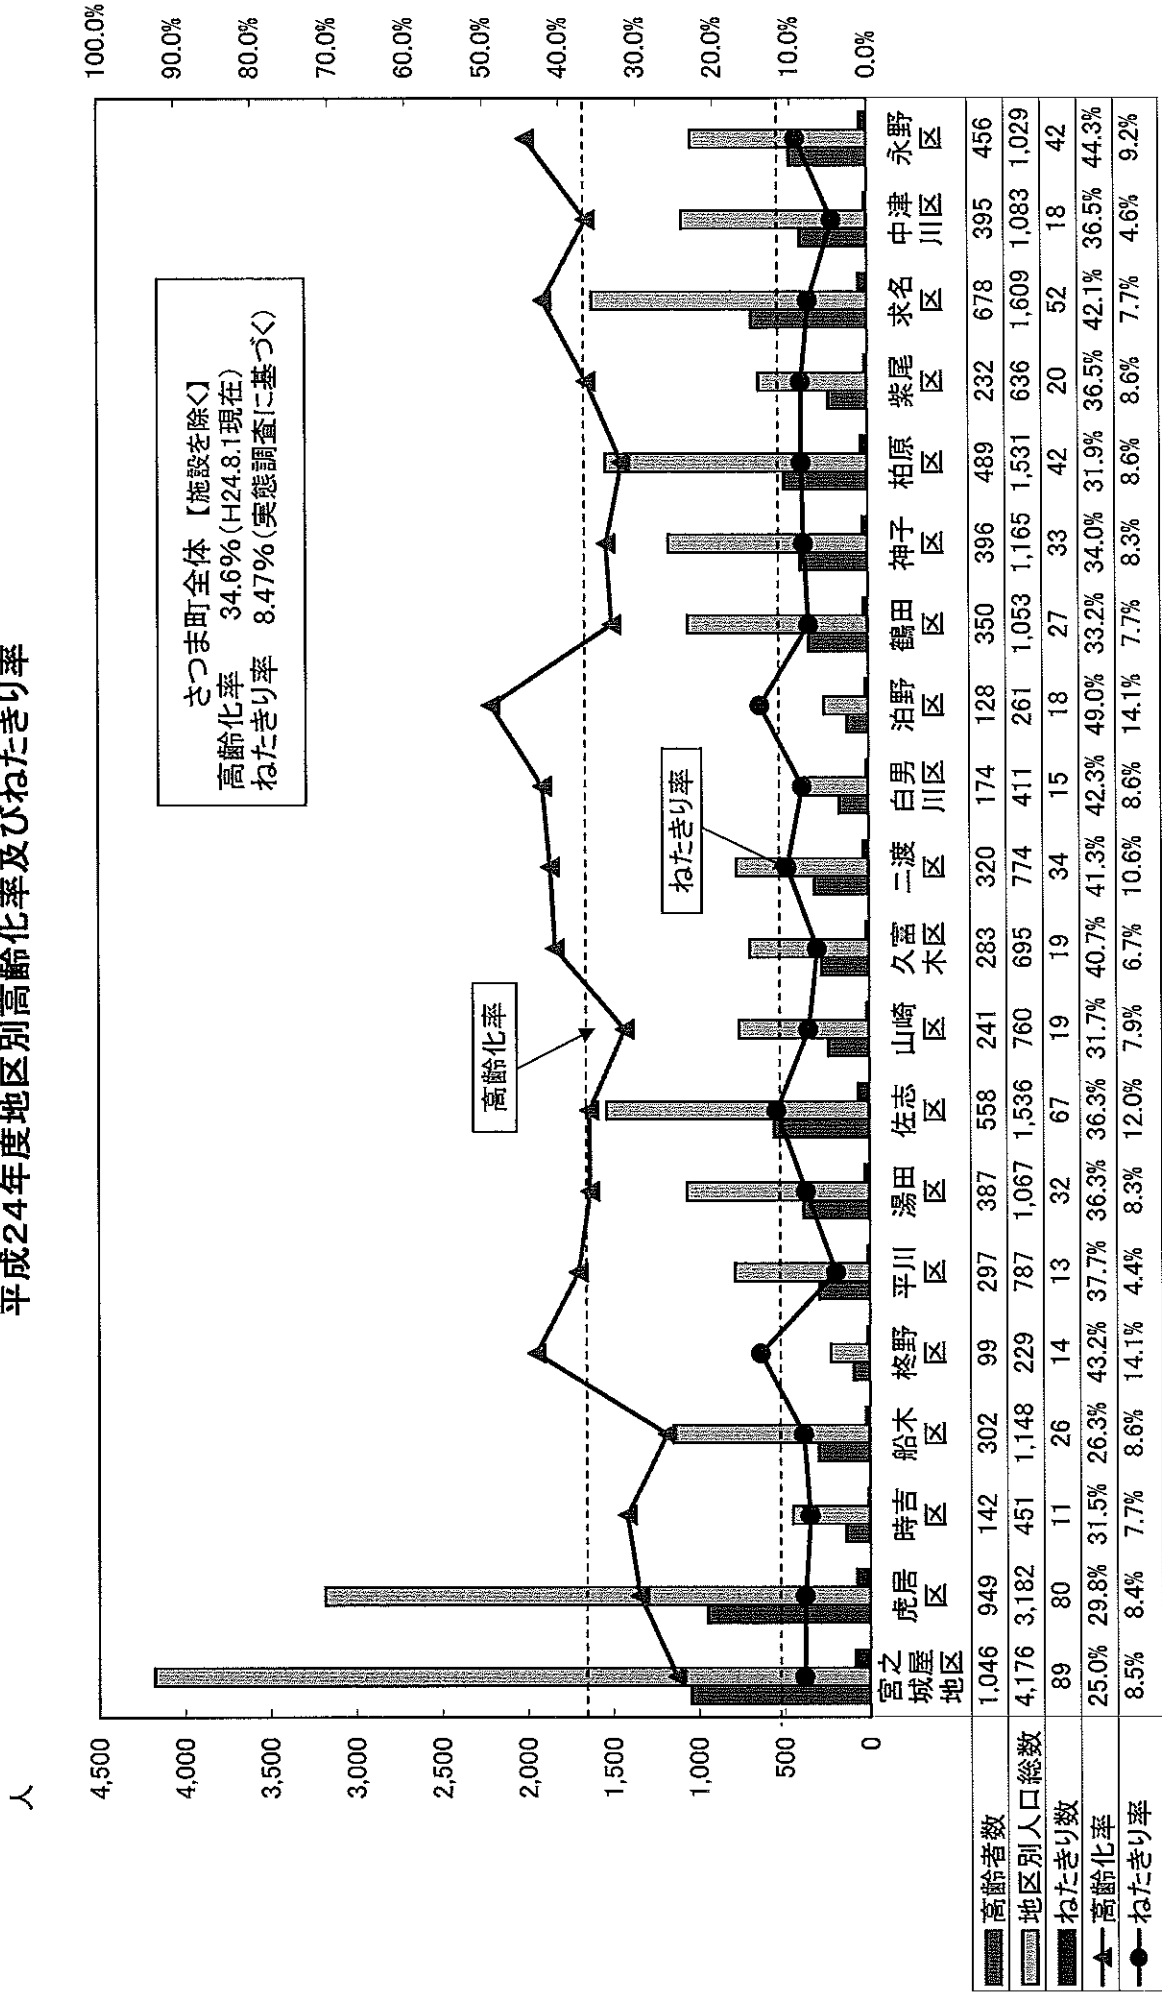 平成24年度地区別高齢化率及びねたきり率
人
4,500
4,000
3,500
3,000
2,500
2,000
1,500
1,000
500
0
100.0%
90.0%
80.0%
70.0%
60.0%
50.0%
40.0%
30.0%
20.0%
10.0%
0.0%
さつま町全体 【施設を除く】
高齢化率 34.6%(H24.8.1現在)
ねたきり率 8.47%(実態調査に基づく)
高齢化率
ねたきり率
宮之城屋地区 虎居区 時吉区 船木区 柊野区 平川区 湯田区 佐志区 山崎区 久富木区 二渡区 白男川区 泊野区 鶴田区 神子区 柏原区 紫尾区 求名区 中津川区 永野区
高齢者数 1,046 949 142 302 99 297 387 558 241 283 320 174 128 350 396 489 232 678 395 456
地区別人口総数 4,176 3,182 451 1,148 229 787 1,067 1,536 760 695 774 411 261 1,053 1,165 1,531 636 1,609 1,083 1,029
ねたきり数 89 80 11 26 14 13 32 67 19 19 34 15 18 27 33 42 20 52 18 42
高齢化率 25.0% 29.8% 31.5% 26.3% 43.2% 37.7% 36.3% 36.3% 31.7% 40.7% 41.3% 42.3% 49.0% 33.2% 34.0% 31.9% 36.5% 42.1% 36.5% 44.3%
ねたきり率 8.5% 8.4% 7.7% 8.6% 14.1% 4.4% 8.3% 12.0% 7.9% 6.7% 10.6% 8.6% 14.1% 7.7% 8.3% 8.6% 8.6% 7.7% 4.6% 9.2%